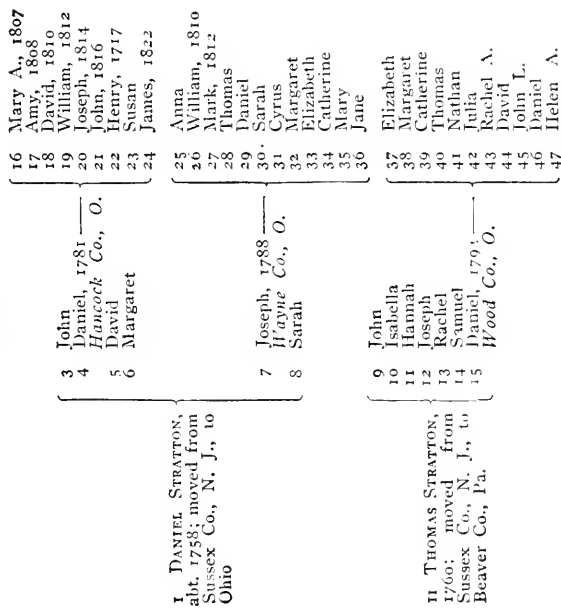 I DANIEL STRATTON,
abt. 1758; moved from
Sussex Co., N. J., to
Ohio
II THOMAS STRATTON,
1760; moved from
Sussex Co., N. J., to
Beaver Co., Pa.
3 John
4 Daniel, 1781
Hancock Co., O.
5 David
6 Margaret
7 Joseph, 1788
Wayne Co., O.
8 Sarah
9 John
10 Isabella
11 Hannah
12 Joseph
13 Rachel
14 Samuel
15 Daniel,
Wood Co., O.
16 Mary A., 1807
17 Amy, 1808
18 David, 1810
19 William, 1812
20 Joseph, 1814
21 John, 1816
22 Henry, 1717
23 Susan
24 James, 1822
25 Anna
26 William, 1810
27 Mark, 1812
28 Thomas
29 Daniel
30 Sarah
31 Cyrus
32 Margaret
33 Elizabeth
34 Catherine
35 Mary
36 Jane
37 Elizabeth
38 Margaret
39 Catherine
40 Thomas
41 Nathan
42 Julia
43 Rachel A.
44 David
45 John L.
46 Daniel
47 Helen A.